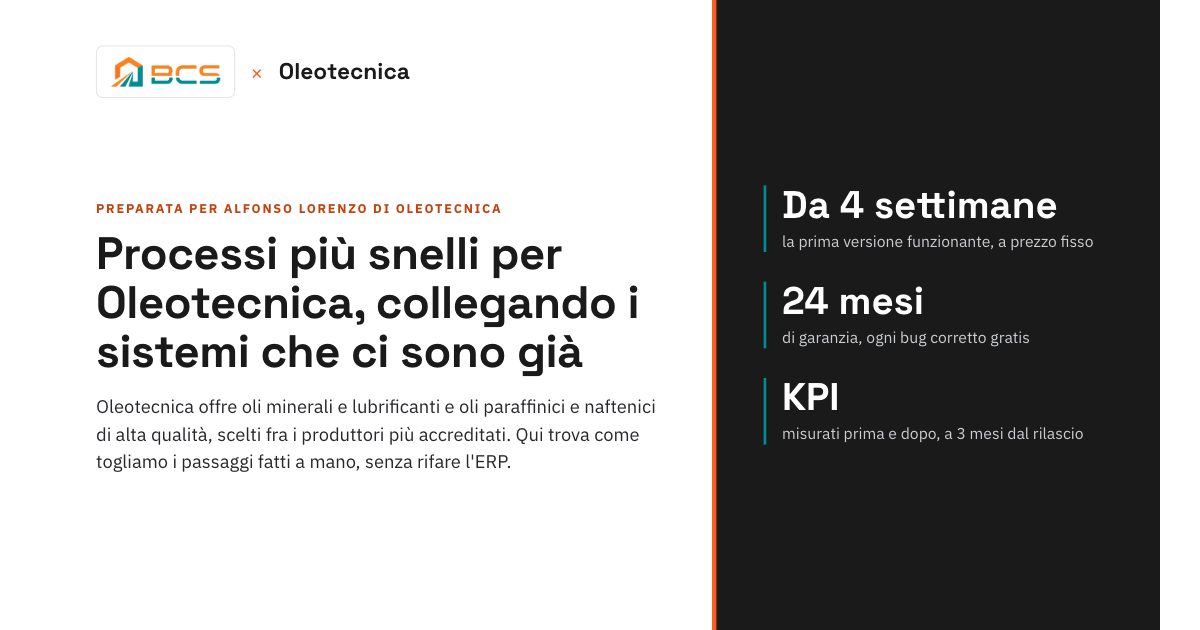 BCS × Oleotecnica
PREPARATA PER ALFONSO LORENZO DI OLEOTECNICA
Processi più snelli per
Oleotecnica, collegando i
sistemi che ci sono già
Oleotecnica offre oli minerali e lubrificanti e oli paraffinici e naftenici
di alta qualità, scelti fra i produttori più accreditati. Qui trova come
togliamo i passaggi fatti a mano, senza rifare l'ERP.
Da 4 settimane
la prima versione funzionante, a prezzo fisso
24 mesi
di garanzia, ogni bug corretto gratis
KPI
misurati prima e dopo, a 3 mesi dal rilascio